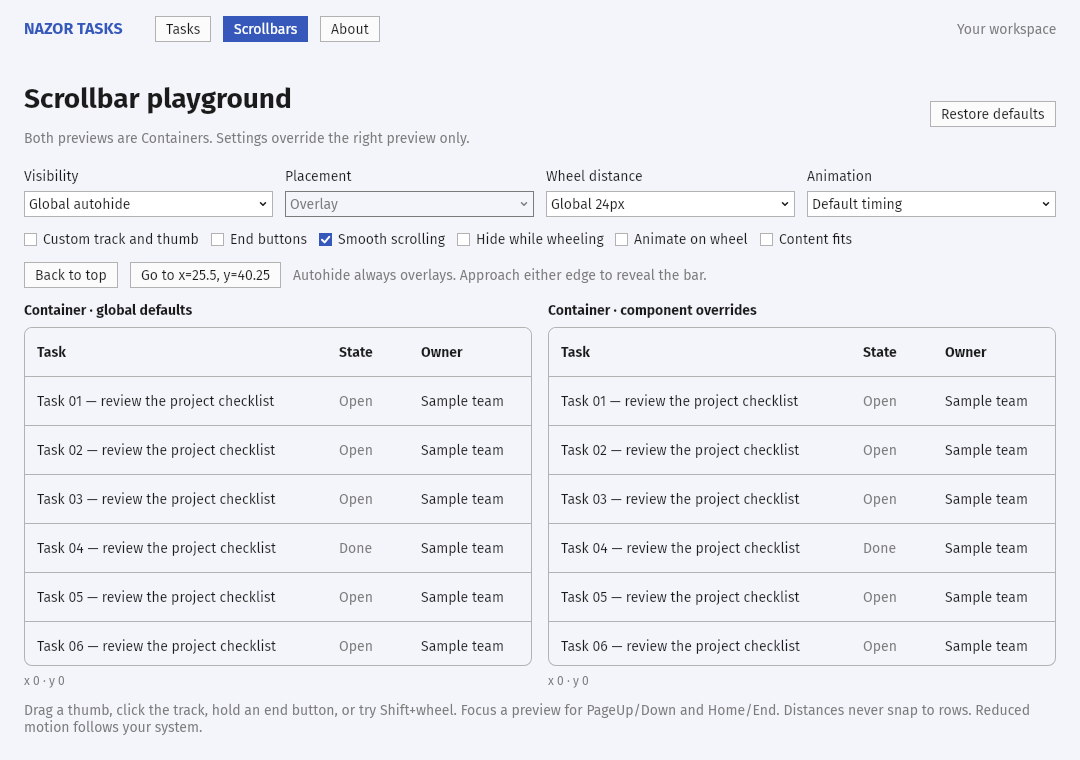 NAZOR TASKS Tasks Scrollbars About Your workspace
Scrollbar playground
Restore defaults
Both previews are Containers. Settings override the right preview only.
Visibility Placement Wheel distance Animation
Global autohide Overlay Global 24px Default timing
Custom track and thumb End buttons Smooth scrolling Hide while wheeling Animate on wheel Content fits
Back to top Go to x=25.5, y=40.25 Autohide always overlays. Approach either edge to reveal the bar.
Container · global defaults Container · component overrides
Task State Owner Task State Owner
Task 01 — review the project checklist Open Sample team Task 01 — review the project checklist Open Sample team
Task 02 — review the project checklist Open Sample team Task 02 — review the project checklist Open Sample team
Task 03 — review the project checklist Open Sample team Task 03 — review the project checklist Open Sample team
Task 04 — review the project checklist Done Sample team Task 04 — review the project checklist Done Sample team
Task 05 — review the project checklist Open Sample team Task 05 — review the project checklist Open Sample team
Task 06 — review the project checklist Open Sample team Task 06 — review the project checklist Open Sample team
x 0 · y 0 x 0 · y 0
Drag a thumb, click the track, hold an end button, or try Shift+wheel. Focus a preview for PageUp/Down and Home/End. Distances never snap to rows. Reduced
motion follows your system.